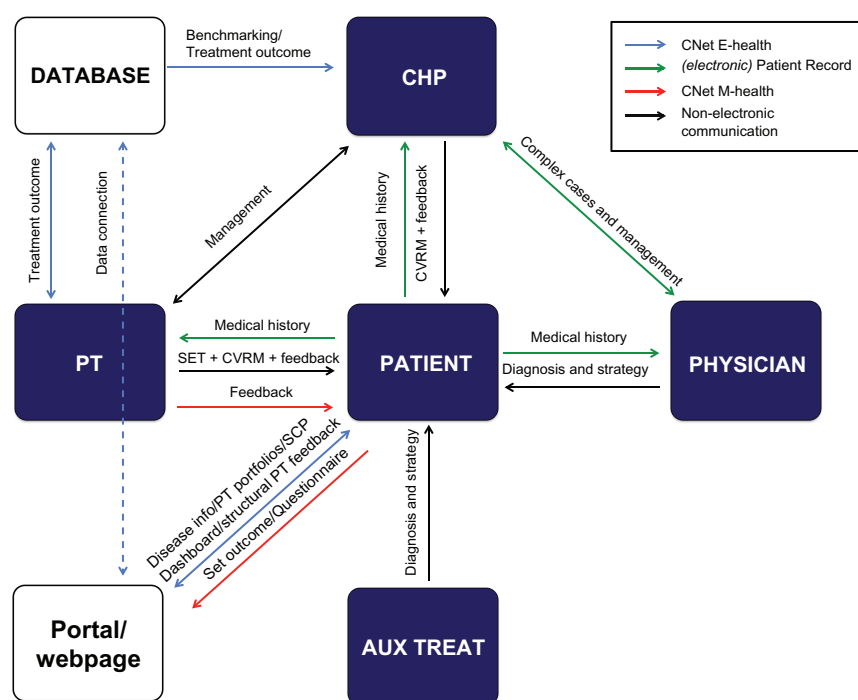 Benchmarking/
Treatment outcome
DATABASE
CHP
CNet E-health
(electronic) Patient Record
CNet M-health
Non-electronic
communication
Treatment outcome
Data connection
Management
Medical history
CVRM + feedback
Complex cases and management
PT
Medical history
SET + CVRM + feedback
Feedback
PATIENT
Medical history
Diagnosis and strategy
PHYSICIAN
Disease info/PT portfolios/SCP
Dashboard/structural PT feedback
Set outcome/Questionnaire
Diagnosis and strategy
Portal/
webpage
AUX TREAT